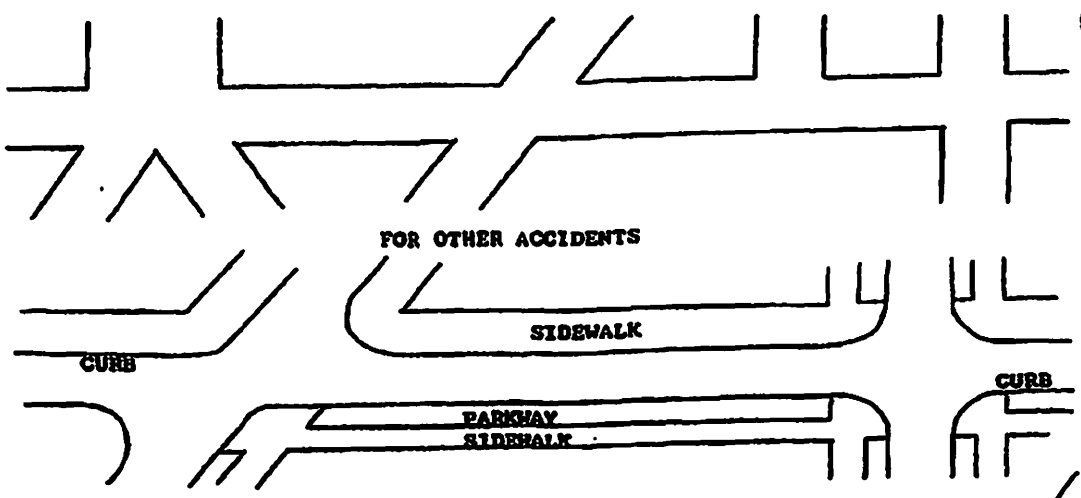 FOR OTHER ACCIDENTS
SIDEWALK
CURB
CURB
PARKWAY
SIDEWALK